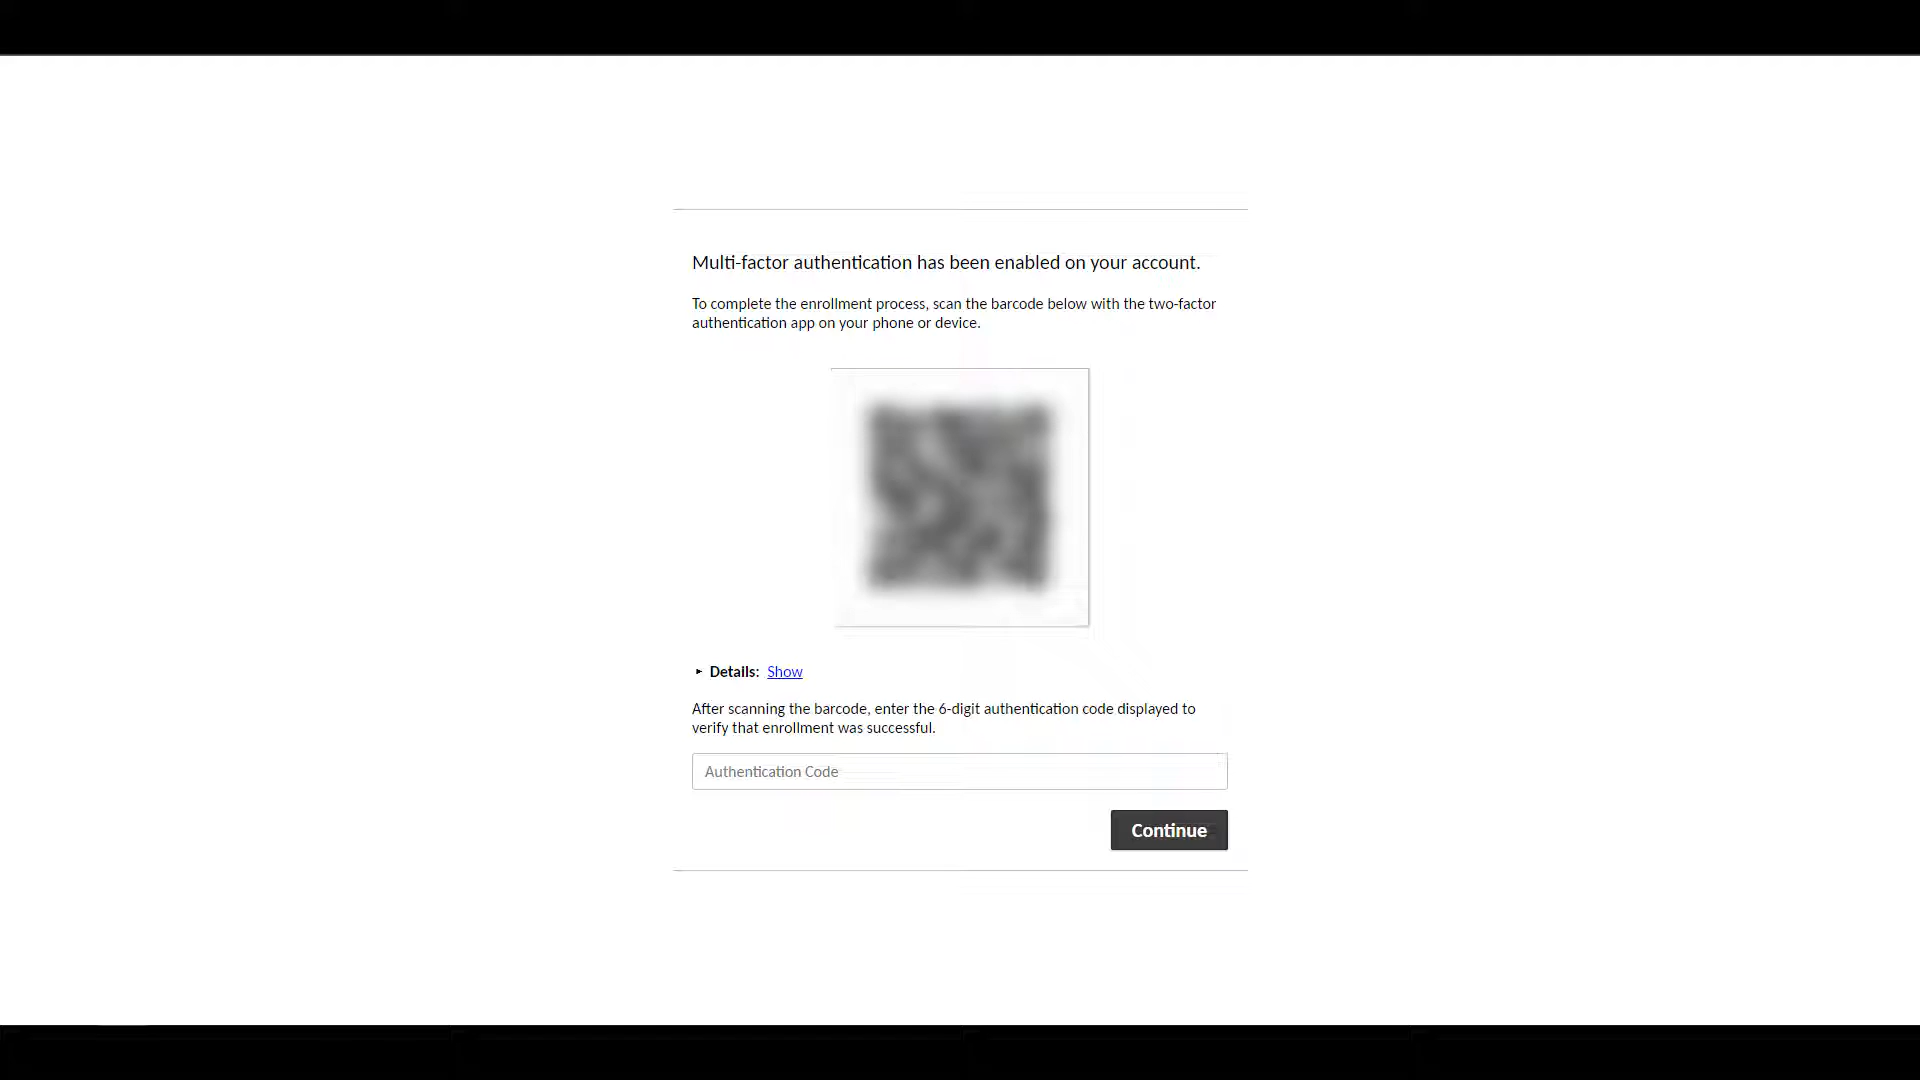 Multi-factor authentication has been enabled on your account.
To complete the enrollment process, scan the barcode below with the two-factor
authentication app on your phone or device.
Details: Show
After scanning the barcode, enter the 6-digit authentication code displayed to
verify that enrollment was successful.
Authentication Code
Continue